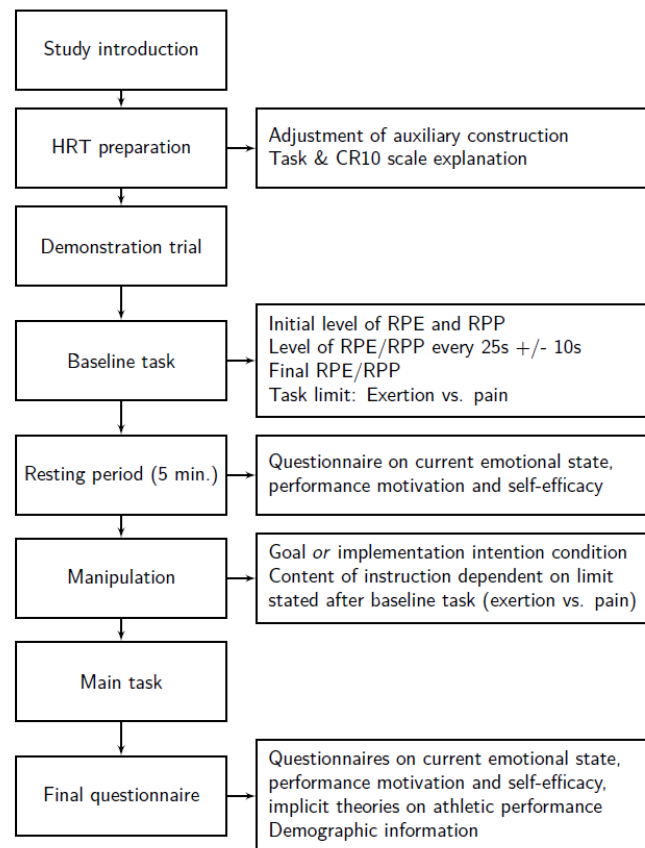 Study introduction
HRT preparation
Adjustment of auxiliary construction
Task & CR10 scale explanation
Demonstration trial
Baseline task
Initial level of RPE and RPP
Level of RPE/RPP every 25s +/- 10s
Final RPE/RPP
Task limit: Exertion vs. pain
Resting period (5 min.)
Questionnaire on current emotional state,
performance motivation and self-efficacy
Manipulation
Goal or implementation intention condition
Content of instruction dependent on limit
stated after baseline task (exertion vs. pain)
Main task
Final questionnaire
Questionnaires on current emotional state,
performance motivation and self-efficacy,
implicit theories on athletic performance
Demographic information